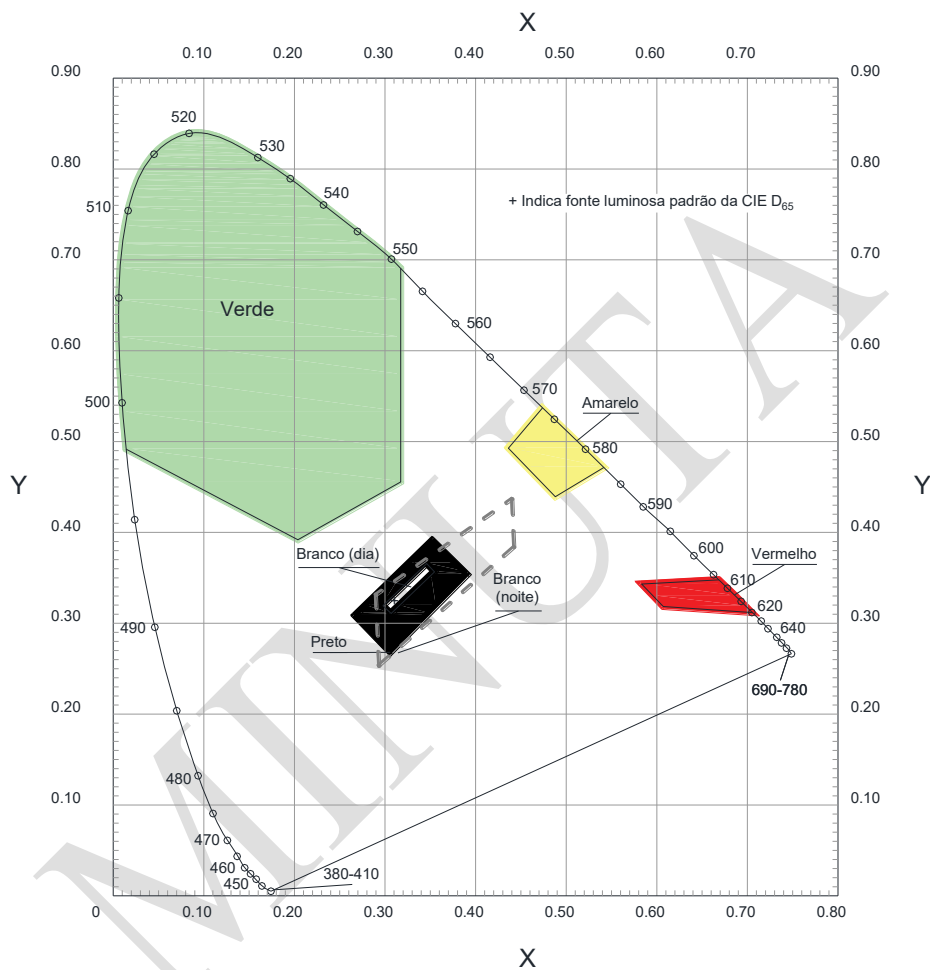 X
0.10 0.20 0.30 0.40 0.50 0.60 0.70
0.90 0.90
520
530
0.80 0.80
540
+ Indica fonte luminosa padrão da CIE D65
510
550
0.70 0.70
Verde
560
0.60 0.60
570
Amarelo
500
580
0.50 0.50
Y Y
590
0.40 0.40
600
Branco (dia)
Vermelho
Branco
(noite)
610
620
0.30 0.30
490
640
Preto
690-780
0.20 0.20
480
0.10 0.10
470
460
380-410
450
0 0.10 0.20 0.30 0.40 0.50 0.60 0.70 0.80
X
MINUTA